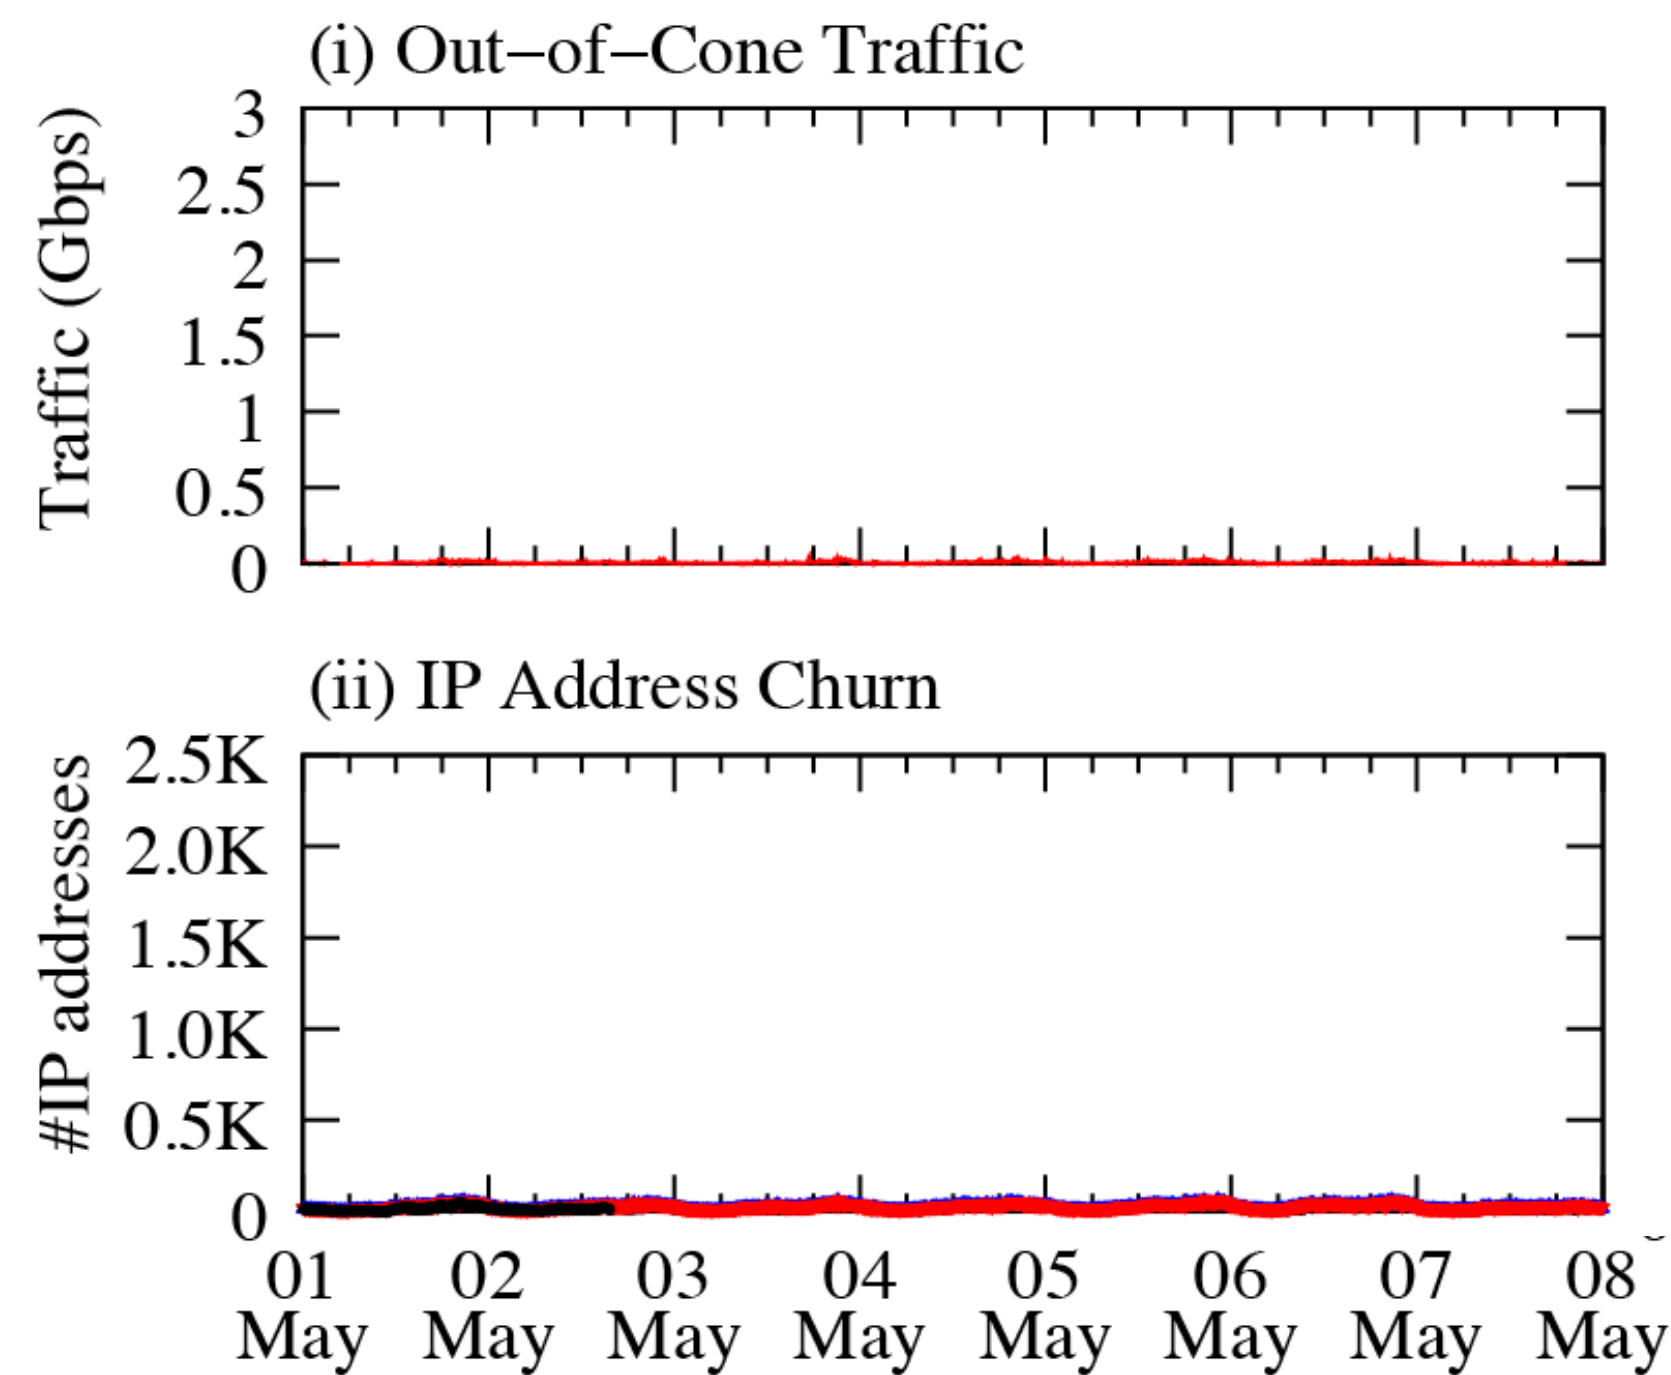 (i) Out−of−Cone Traffic
Traffic (Gbps)
3
2.5
2
1.5
1
0.5
0
(ii) IP Address Churn
#IP addresses
2.5K
2.0K
1.5K
1.0K
0.5K
0
01 02 03 04 05 06 07 08
May May May May May May May May